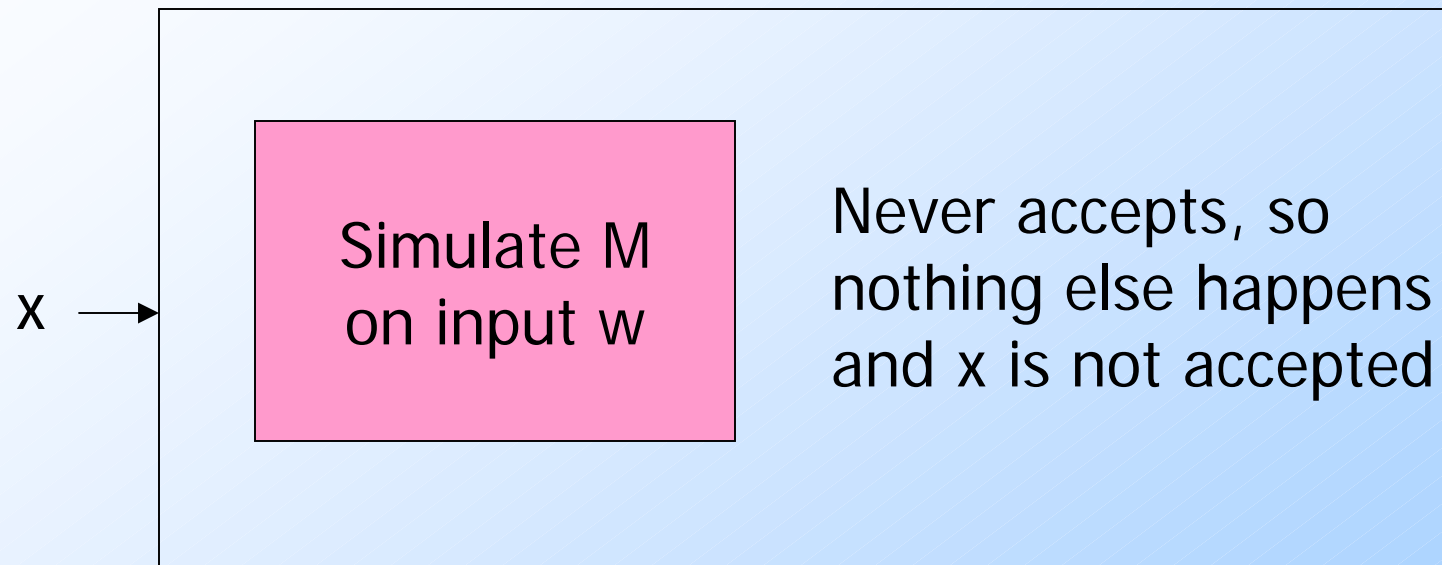 x
Simulate M
on input w
Never accepts, so
nothing else happens
and x is not accepted